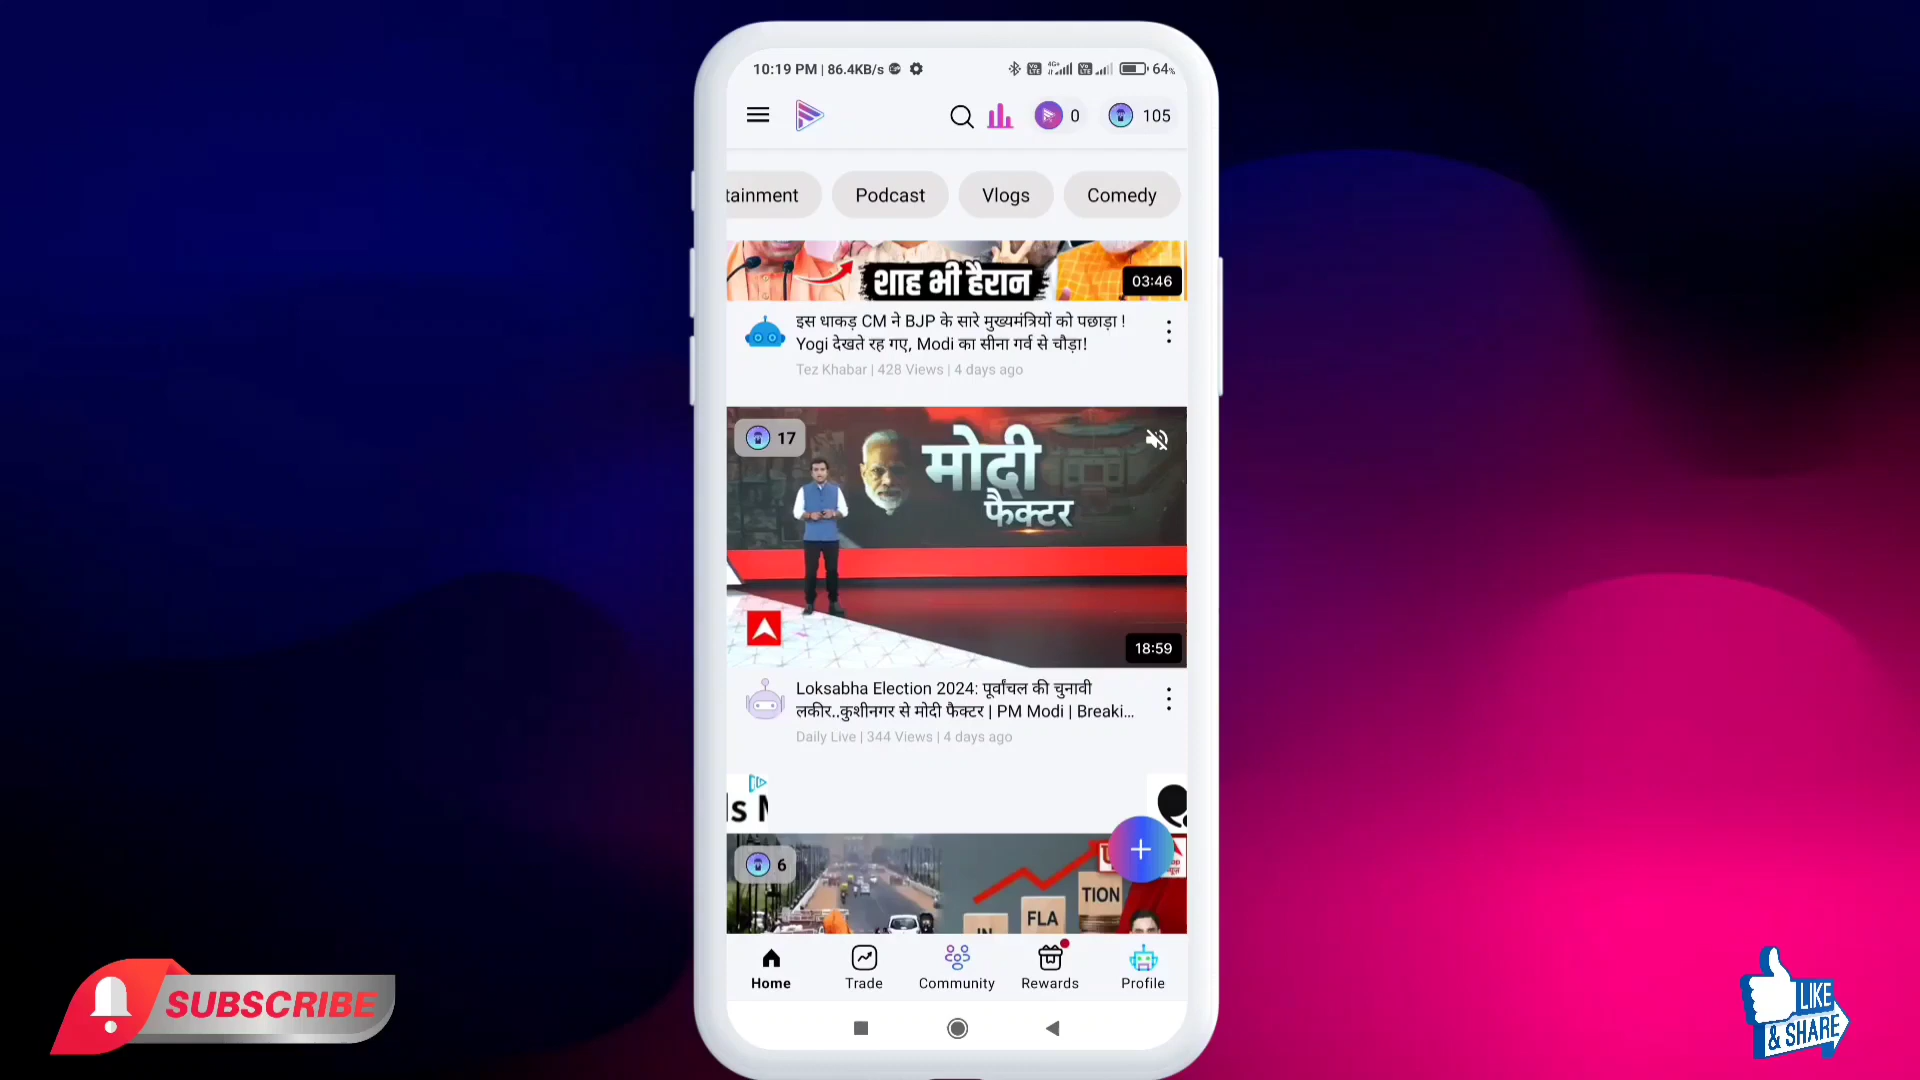 10:19 PM | 86.4KB/s
64%
0
105
tainment
Podcast
Vlogs
Comedy
शाह भी हैरान
03:46
इस धाकड़ CM ने BJP के सारे मुख्यमंत्रियों को पछाड़ा !
Yogi देखते रह गए, Modi का सीना गर्व से चौड़ा!
Tez Khabar | 428 Views | 4 days ago
17
मोदी
फैक्टर
18:59
Loksabha Election 2024: पूर्वांचल की चुनावी
लकीर..कुशीनगर से मोदी फैक्टर | PM Modi | Breaki...
Daily Live | 344 Views | 4 days ago
6
TION
FLA
IN
Home
Trade
Community
Rewards
Profile
SUBSCRIBE
LIKE
& SHARE